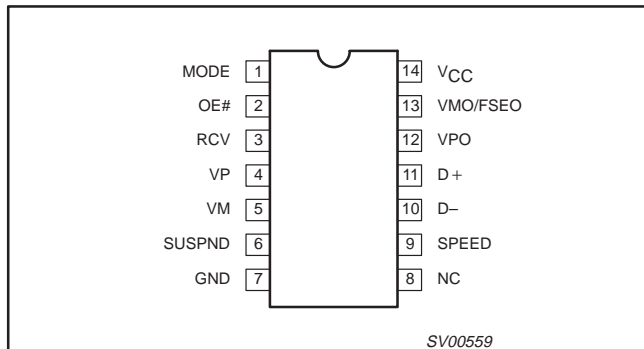 MODE 1 14 VCC
OE# 2 13 VMO/FSEO
RCV 3 12 VPO
VP 4 11 D+
VM 5 10 D–
SUSPND 6 9 SPEED
GND 7 8 NC
SV00559